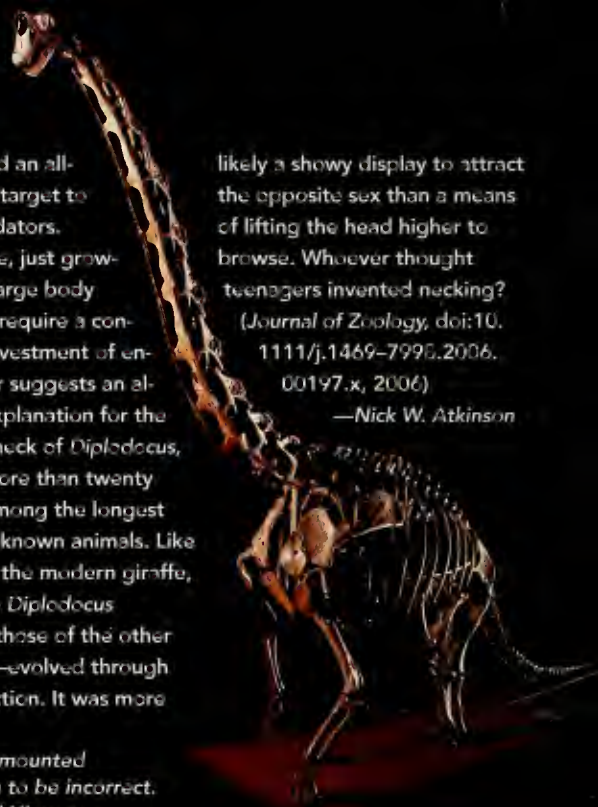 d an all-
target to
dators.
e, just grow-
arge body
require a con-
vestment of en-
r suggests an al-
xplanation for the
neck of Diplodocus,
ore than twenty
mong the longest
known animals. Like
the modern giraffe,
Diplodocus
those of the other
-evolved through
ction. It was more
mounted
to be incorrect.
likely a showy display to attract
the opposite sex than a means
of lifting the head higher to
browse. Whoever thought
teenagers invented necking?
(Journal of Zoology, doi:10.
1111/j.1469–7998.2006.
00197.x, 2006)
—Nick W. Atkinson